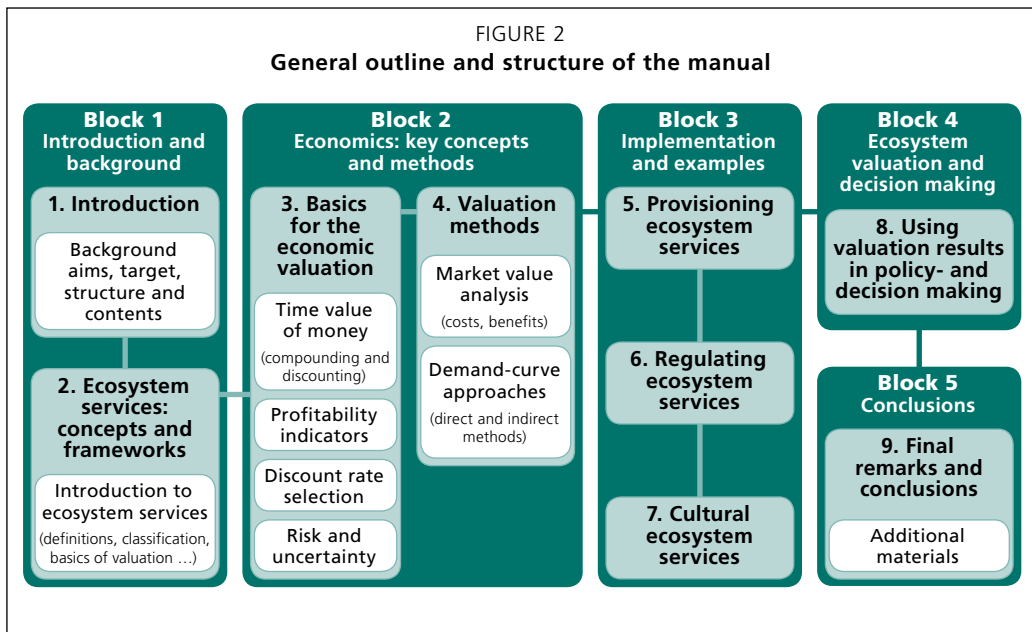 FIGURE 2
General outline and structure of the manual
Block 1
Introduction and
background
1. Introduction
Background
aims, target,
structure and
contents
2. Ecosystem
services:
concepts and
frameworks
Introduction to
ecosystem services
(definitions, classification,
basics of valuation ...)
Block 2
Economics: key concepts
and methods
3. Basics
for the
economic
valuation
Time value
of money
(compounding and
discounting)
Profitability
indicators
Discount rate
selection
Risk and
uncertainty
4. Valuation
methods
Market value
analysis
(costs, benefits)
Demand-curve
approaches
(direct and indirect
methods)
Block 3
Implementation
and examples
5. Provisioning
ecosystem
services
6. Regulating
ecosystem
services
7. Cultural
ecosystem
services
Block 4
Ecosystem
valuation and
decision making
8. Using
valuation results
in policy- and
decision making
Block 5
Conclusions
9. Final
remarks and
conclusions
Additional
materials